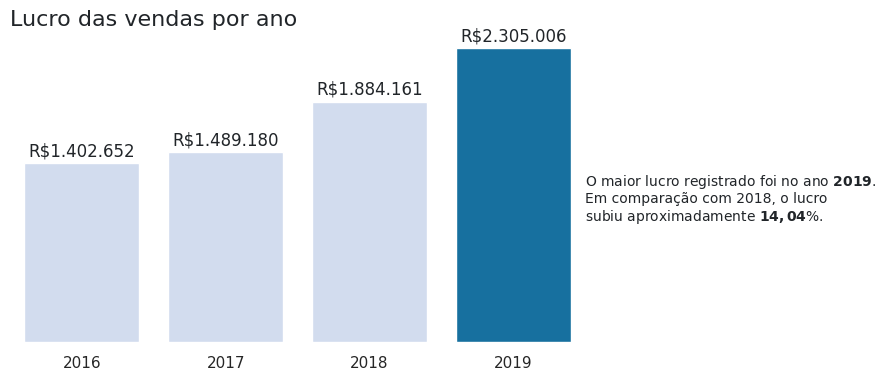 Lucro das vendas por ano
R$2.305.006
R$1.884.161
R$1.489.180
R$1.402.652
O maior lucro registrado foi no ano 2019.
Em comparação com 2018, o lucro
subiu aproximadamente 14, 04%.
2016 2017 2018 2019